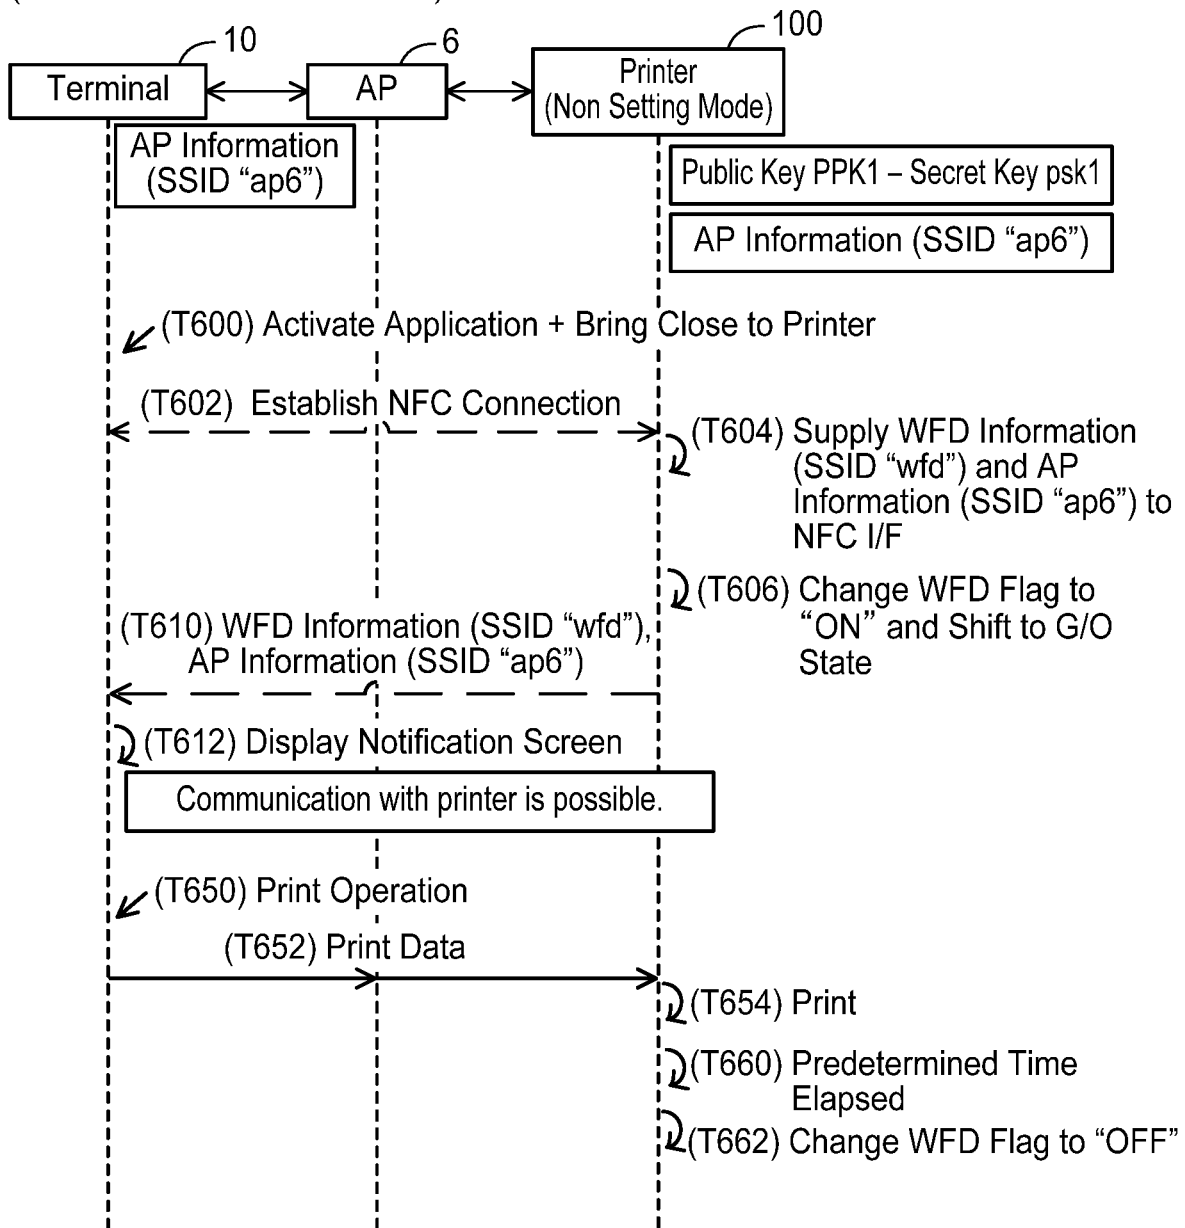 10
6
100
Terminal
AP
Printer
(Non Setting Mode)
AP Information
(SSID “ap6”)
Public Key PPK1 – Secret Key psk1
AP Information (SSID “ap6”)
(T600) Activate Application + Bring Close to Printer
(T602) Establish NFC Connection
(T604) Supply WFD Information
(SSID “wfd”) and AP
Information (SSID “ap6”) to
NFC I/F
(T606) Change WFD Flag to
“ON” and Shift to G/O
State
(T610) WFD Information (SSID “wfd”),
AP Information (SSID “ap6”)
(T612) Display Notification Screen
Communication with printer is possible.
(T650) Print Operation
(T652) Print Data
(T654) Print
(T660) Predetermined Time
Elapsed
(T662) Change WFD Flag to “OFF”